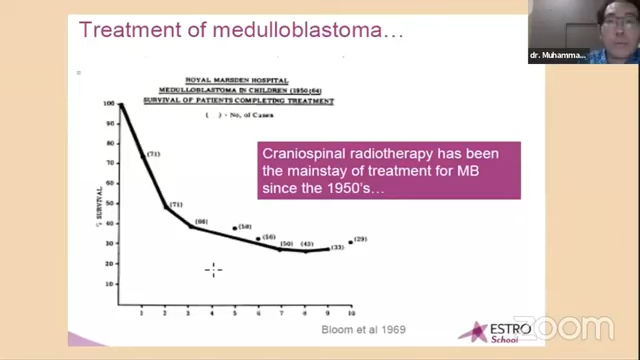 Treatment of medulloblastoma…
dr. Muhamma...
ROYAL MARSDEN HOSPITAL
MEDULLOBLASTOMA IN CHILDREN (1950-64)
SURVIVAL OF PATIENTS COMPLETING TREATMENT
( ) - No. of Cases
100
90
80
70
60
50
40
30
20
10
% SURVIVAL
(71)
(71)
(66)
(58)
(56)
(50)
(45)
(33)
(29)
1 2 3 4 5 6 7 8 9 10
Craniospinal radiotherapy has been
the mainstay of treatment for MB
since the 1950's…
Bloom et al 1969
ESTRO
School
zoom